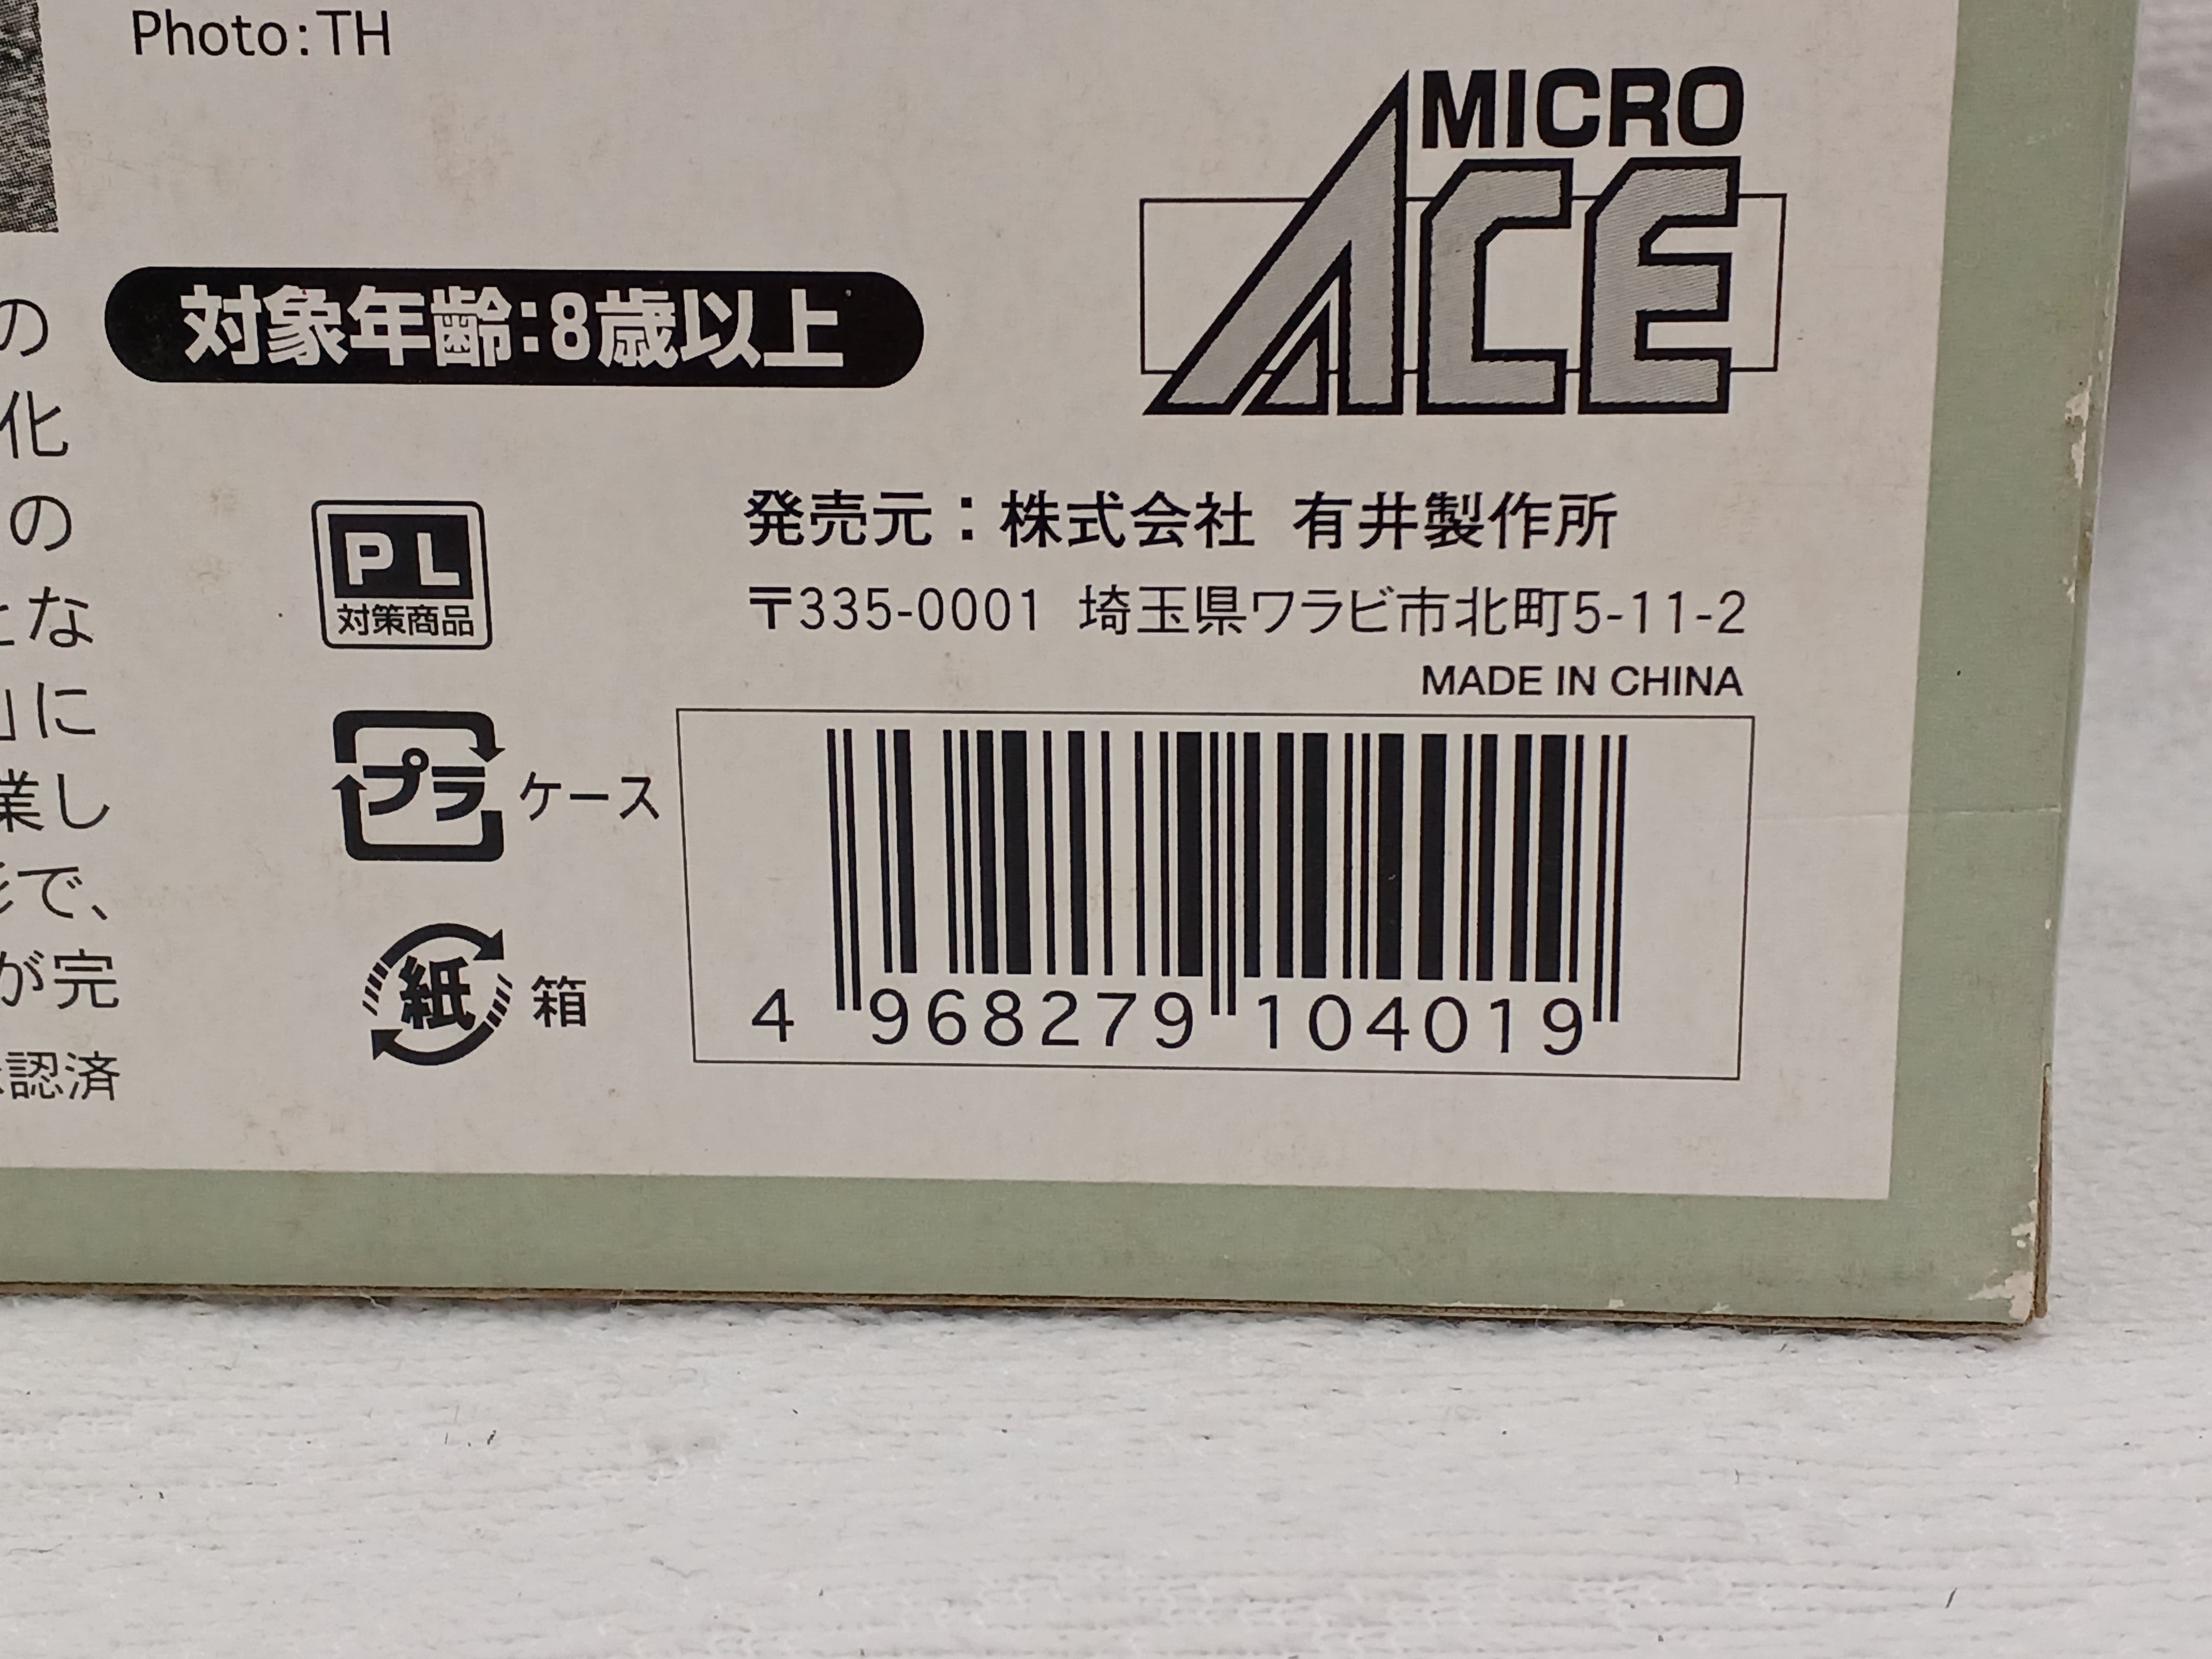 Photo:TH
MICRO
ACE
対象年齢:8歳以上
の
化
の
な
」に
業し
で、
が完
認済
PL
対策商品
プラ ケース
紙 箱
発売元：株式会社 有井製作所
〒335-0001 埼玉県ワラビ市北町5-11-2
MADE IN CHINA
4 968279 104019